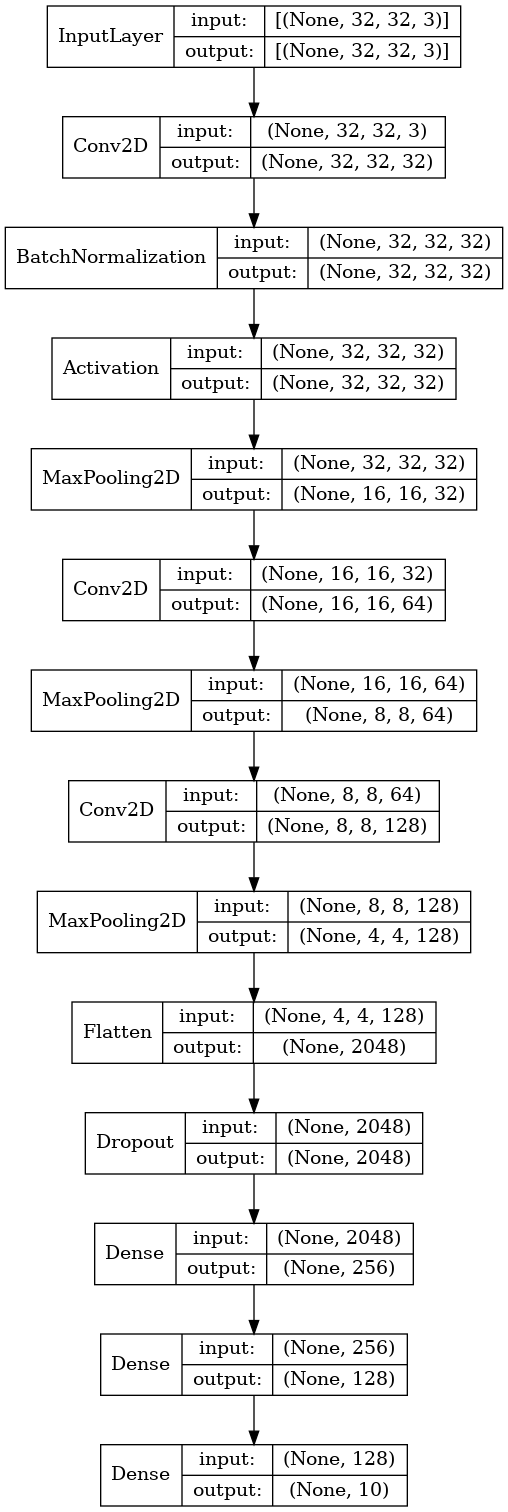 InputLayer
input: [(None, 32, 32, 3)]
output: [(None, 32, 32, 3)]
Conv2D
input: (None, 32, 32, 3)
output: (None, 32, 32, 32)
BatchNormalization
input: (None, 32, 32, 32)
output: (None, 32, 32, 32)
Activation
input: (None, 32, 32, 32)
output: (None, 32, 32, 32)
MaxPooling2D
input: (None, 32, 32, 32)
output: (None, 16, 16, 32)
Conv2D
input: (None, 16, 16, 32)
output: (None, 16, 16, 64)
MaxPooling2D
input: (None, 16, 16, 64)
output: (None, 8, 8, 64)
Conv2D
input: (None, 8, 8, 64)
output: (None, 8, 8, 128)
MaxPooling2D
input: (None, 8, 8, 128)
output: (None, 4, 4, 128)
Flatten
input: (None, 4, 4, 128)
output: (None, 2048)
Dropout
input: (None, 2048)
output: (None, 2048)
Dense
input: (None, 2048)
output: (None, 256)
Dense
input: (None, 256)
output: (None, 128)
Dense
input: (None, 128)
output: (None, 10)